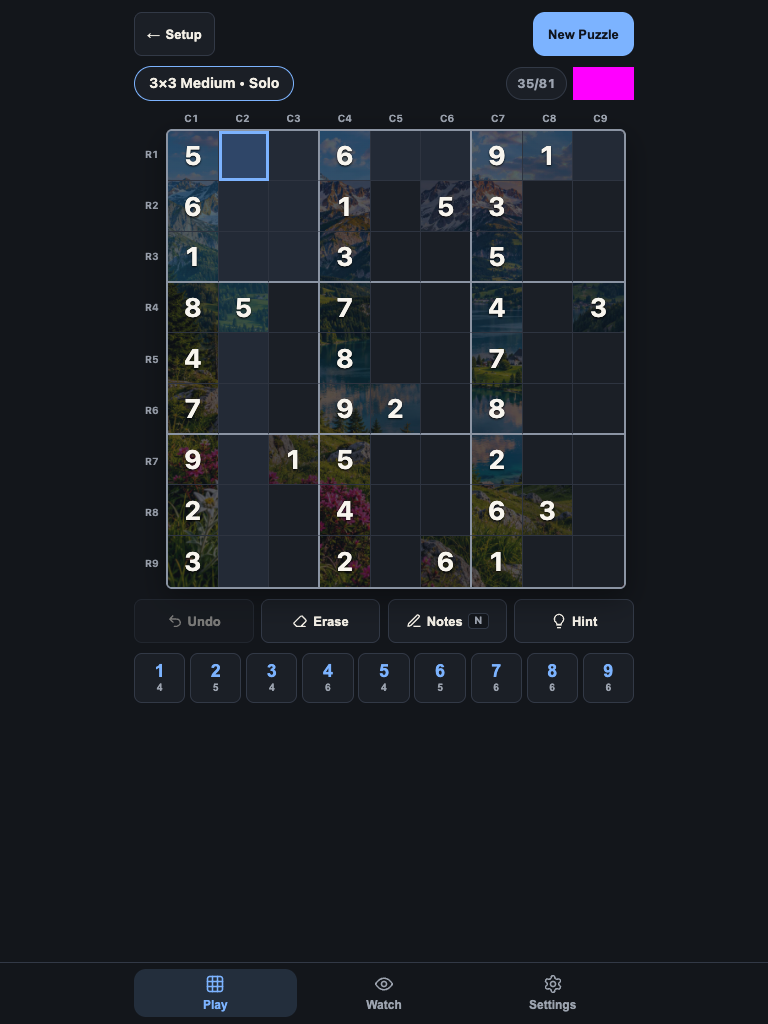 ← Setup
New Puzzle
3×3 Medium • Solo
35/81
C1 C2 C3 C4 C5 C6 C7 C8 C9
R1 5 6 9 1
R2 6 1 5 3
R3 1 3 5
R4 8 5 7 4 3
R5 4 8 7
R6 7 9 2 8
R7 9 1 5 2
R8 2 4 6 3
R9 3 2 6 1
Undo Erase Notes N Hint
1 2 3 4 5 6 7 8 9
4 5 4 6 4 5 6 6 6
Play Watch Settings